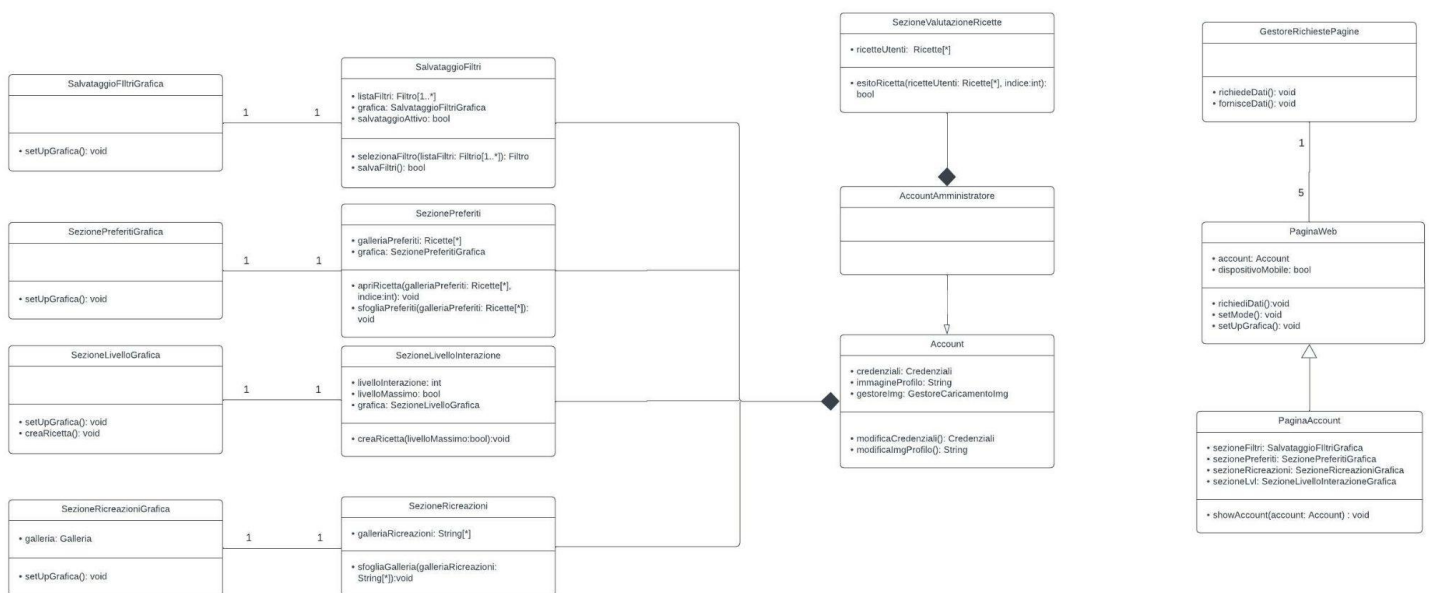 SalvataggioFIltriGrafica
• setUpGrafica(): void
1
1
SalvataggioFiltri
• listaFiltri: Filtro[1..*]
• grafica: SalvataggioFiltriGrafica
• salvataggioAttivo: bool
• selezionaFiltro(listaFiltri: Filtrio[1..*]): Filtro
• salvaFiltri(): bool
SezionePreferitiGrafica
• setUpGrafica(): void
1
1
SezionePreferiti
• galleriaPreferiti: Ricette[*]
• grafica: SezionePreferitiGrafica
• apriRicetta(galleriaPreferiti: Ricette[*],
indice:int): void
• sfogliaPreferiti(galleriaPreferiti: Ricette[*]):
void
SezioneLivelloGrafica
• setUpGrafica(): void
• creaRicetta(): void
1
1
SezioneLivelloInterazione
• livelloInterazione: int
• livelloMassimo: bool
• grafica: SezioneLivelloGrafica
• creaRicetta(livelloMassimo:bool):void
SezioneRicreazioniGrafica
• galleria: Galleria
• setUpGrafica(): void
1
1
SezioneRicreazioni
• galleriaRicreazioni: String[*]
• sfogliaGalleria(galleriaRicreazioni:
String[*]):void
SezioneValutazioneRicette
• ricetteUtenti: Ricette[*]
• esitoRicetta(ricetteUtenti: Ricette[*], indice:int):
bool
AccountAmministratore
Account
• credenziali: Credenziali
• immagineProfilo: String
• gestoreImg: GestoreCaricamentoImg
• modificaCredenziali(): Credenziali
• modificaImgProfilo(): String
GestoreRichiestePagine
• richiedeDati(): void
• fornisceDati(): void
1
5
PaginaWeb
• account: Account
• dispositivoMobile: bool
• richiediDati():void
• setMode(): void
• setUpGrafica(): void
PaginaAccount
• sezioneFiltri: SalvataggioFIltriGrafica
• sezionePreferiti: SezionePreferitiGrafica
• sezioneRicreazioni: SezioneRicreazioniGrafica
• sezioneLvl: SezioneLivelloInterazioneGrafica
• showAccount(account: Account) : void